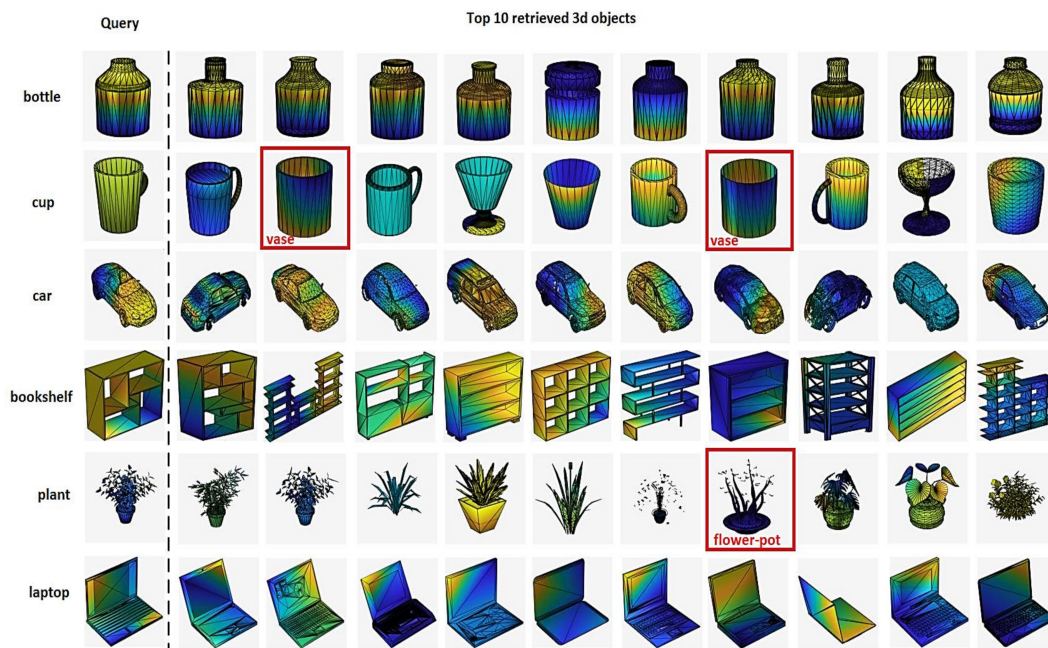 Query
Top 10 retrieved 3d objects
bottle
cup
vase
vase
car
bookshelf
plant
flower-pot
laptop